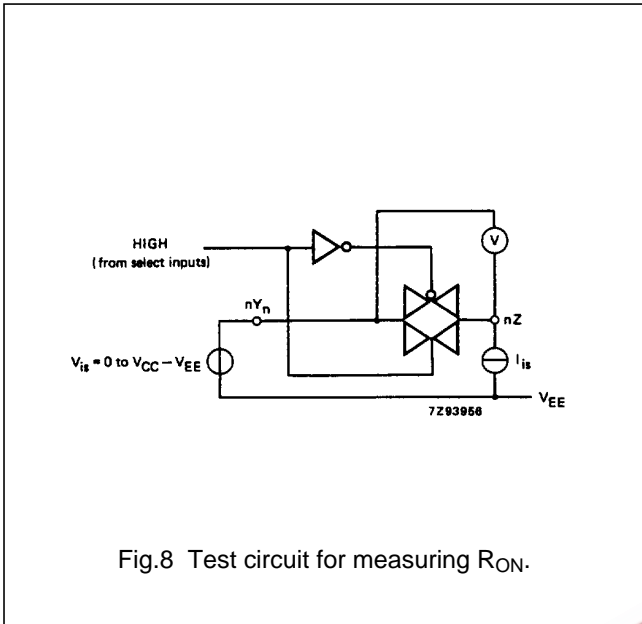 HIGH
(from select inputs)
V
nYn
nZ
Vis = 0 to VCC – VEE
Iis
7Z93956
VEE
Fig.8 Test circuit for measuring RON.